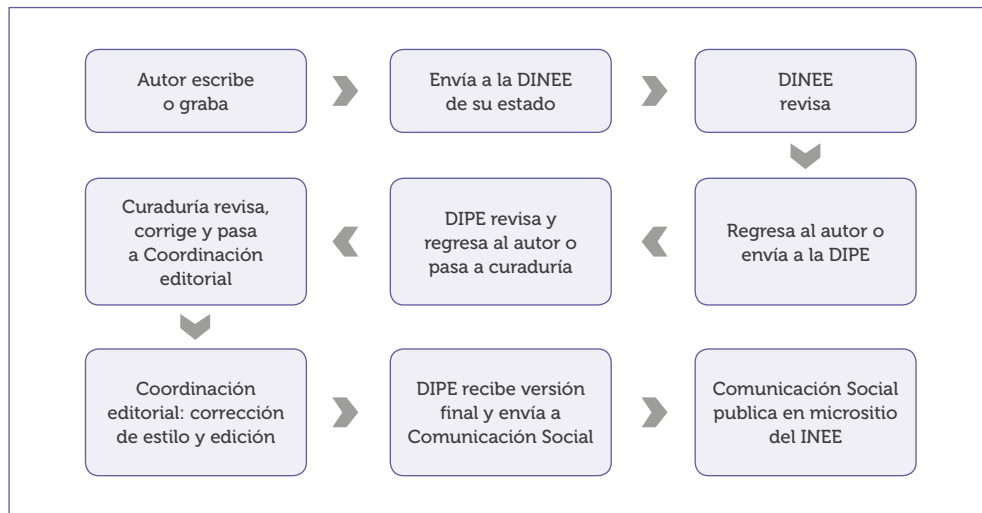 Autor escribe
o graba
Envía a la DINEE
de su estado
DINEE
revisa
Regresa al autor o
envía a la DIPE
DIPE revisa y
regresa al autor o
pasa a curaduría
Curaduría revisa,
corrige y pasa
a Coordinación
editorial
Coordinación
editorial: corrección
de estilo y edición
DIPE recibe versión
final y envía a
Comunicación Social
Comunicación Social
publica en micrositio
del INEE